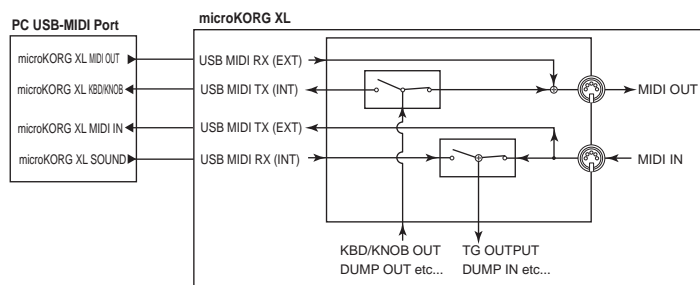 microKORG XL
PC USB-MIDI Port
microKORG XL MIDI OUT
USB MIDI RX (EXT)
microKORG XL KBD/KNOB
USB MIDI TX (INT)
MIDI OUT
microKORG XL MIDI IN
USB MIDI TX (EXT)
microKORG XL SOUND
USB MIDI RX (INT)
MIDI IN
KBD/KNOB OUT
DUMP OUT etc...
TG OUTPUT
DUMP IN etc...